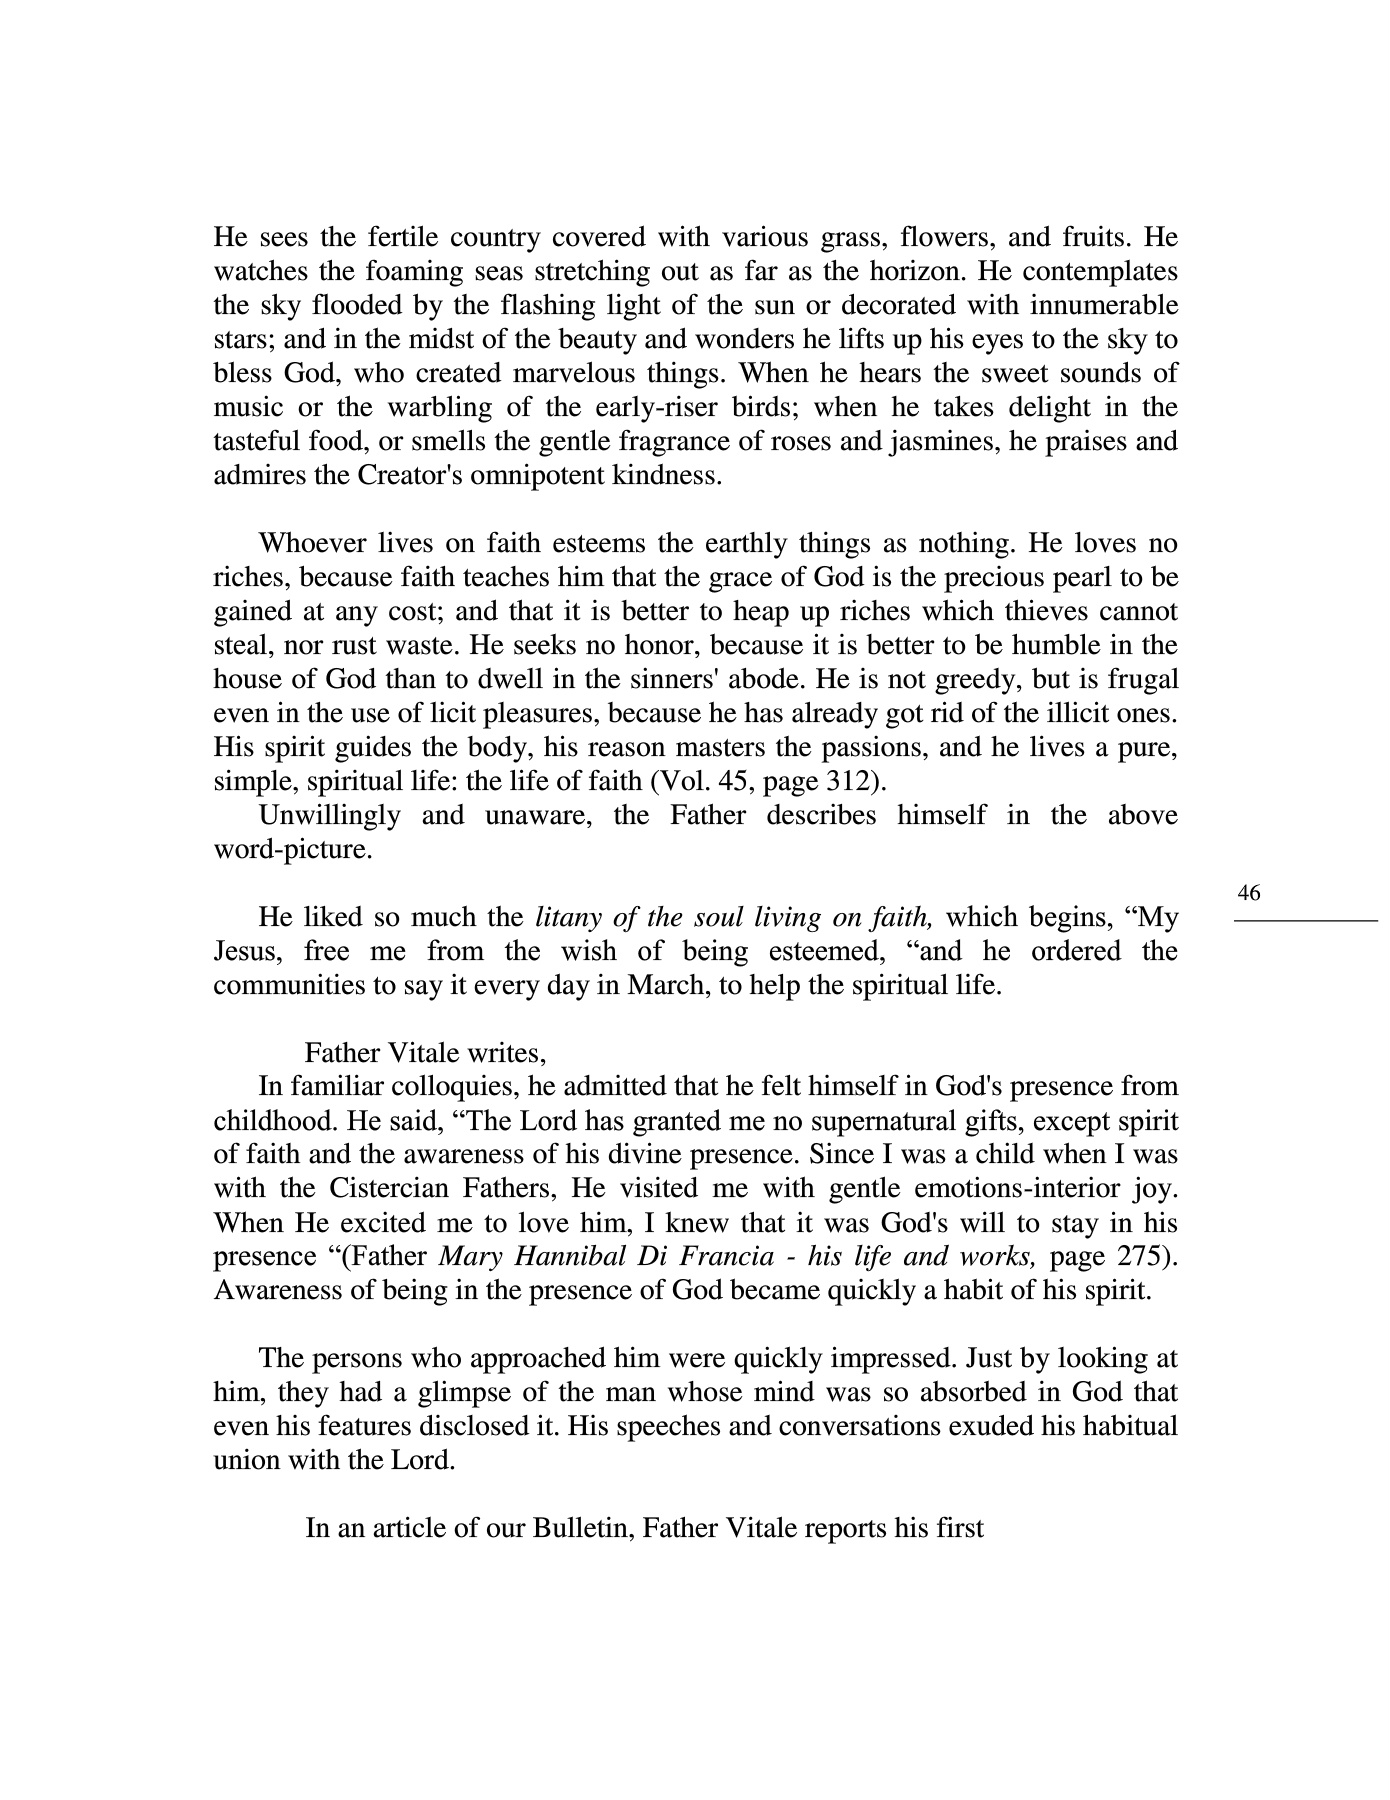 He sees the fertile country covered with various grass, flowers, and fruits. He
watches the foaming seas stretching out as far as the horizon. He contemplates
the sky flooded by the flashing light of the sun or decorated with innumerable
stars; and in the midst of the beauty and wonders he lifts up his eyes to the sky to
bless God, who created marvelous things. When he hears the sweet sounds of
music or the warbling of the early-riser birds; when he takes delight in the
tasteful food, or smells the gentle fragrance of roses and jasmines, he praises and
admires the Creator's omnipotent kindness.
Whoever lives on faith esteems the earthly things as nothing. He loves no
riches, because faith teaches him that the grace of God is the precious pearl to be
gained at any cost; and that it is better to heap up riches which thieves cannot
steal, nor rust waste. He seeks no honor, because it is better to be humble in the
house of God than to dwell in the sinners' abode. He is not greedy, but is frugal
even in the use of licit pleasures, because he has already got rid of the illicit ones.
His spirit guides the body, his reason masters the passions, and he lives a pure,
simple, spiritual life: the life of faith (Vol. 45, page 312).
Unwillingly and unaware, the Father describes himself in the above
word-picture.
46
He liked so much the litany of the soul living on faith, which begins, “My
Jesus, free me from the wish of being esteemed, “and he ordered the
communities to say it every day in March, to help the spiritual life.
Father Vitale writes,
In familiar colloquies, he admitted that he felt himself in God's presence from
childhood. He said, “The Lord has granted me no supernatural gifts, except spirit
of faith and the awareness of his divine presence. Since I was a child when I was
with the Cistercian Fathers, He visited me with gentle emotions-interior joy.
When He excited me to love him, I knew that it was God's will to stay in his
presence “(Father Mary Hannibal Di Francia - his life and works, page 275).
Awareness of being in the presence of God became quickly a habit of his spirit.
The persons who approached him were quickly impressed. Just by looking at
him, they had a glimpse of the man whose mind was so absorbed in God that
even his features disclosed it. His speeches and conversations exuded his habitual
union with the Lord.
In an article of our Bulletin, Father Vitale reports his first